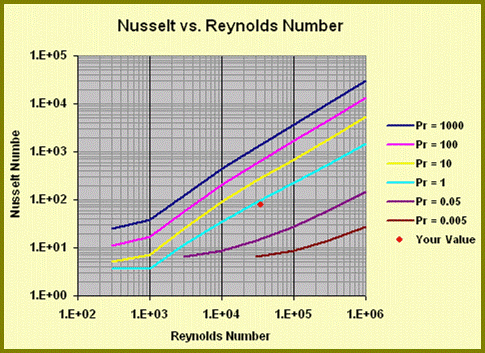 Nusselt vs. Reynolds Number
1.E+05
1.E+04
1.E+03
1.E+02
1.E+01
1.E+00
Nusselt Numbe
1.E+02 1.E+03 1.E+04 1.E+05 1.E+06
Reynolds Number
Pr = 1000
Pr = 100
Pr = 10
Pr = 1
Pr = 0.05
Pr = 0.005
Your Value